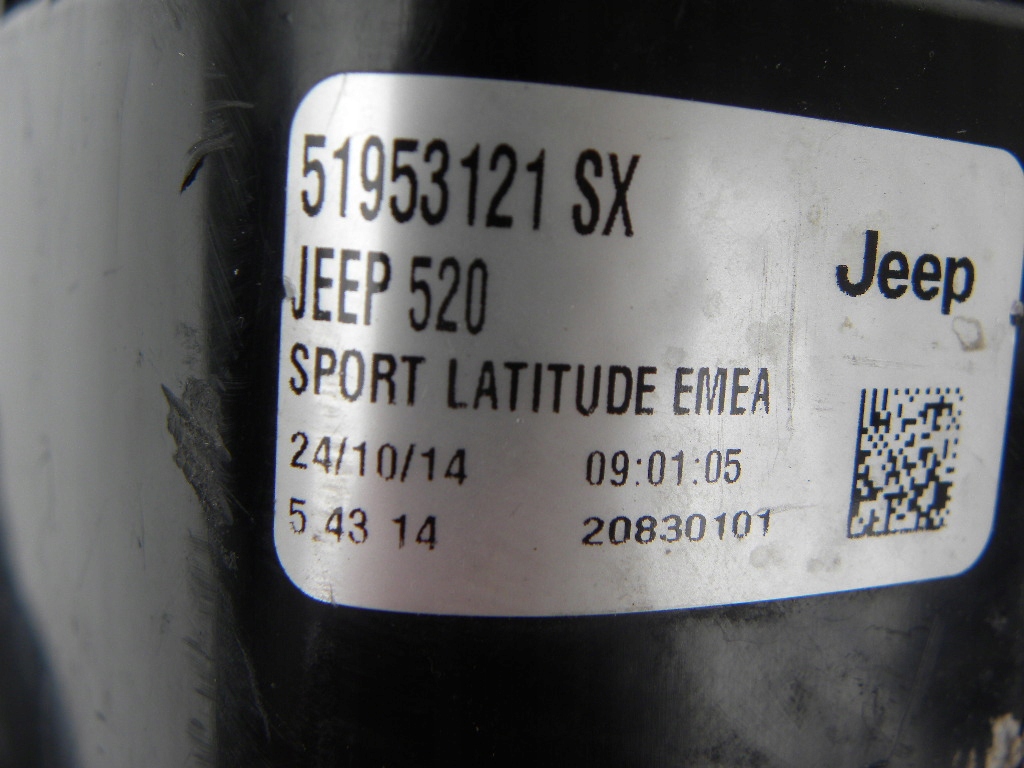 51953121 SX
JEEP 520
Jeep
SPORT LATITUDE EMEA
24/10/14 09:01:05
5 43 14 20830101